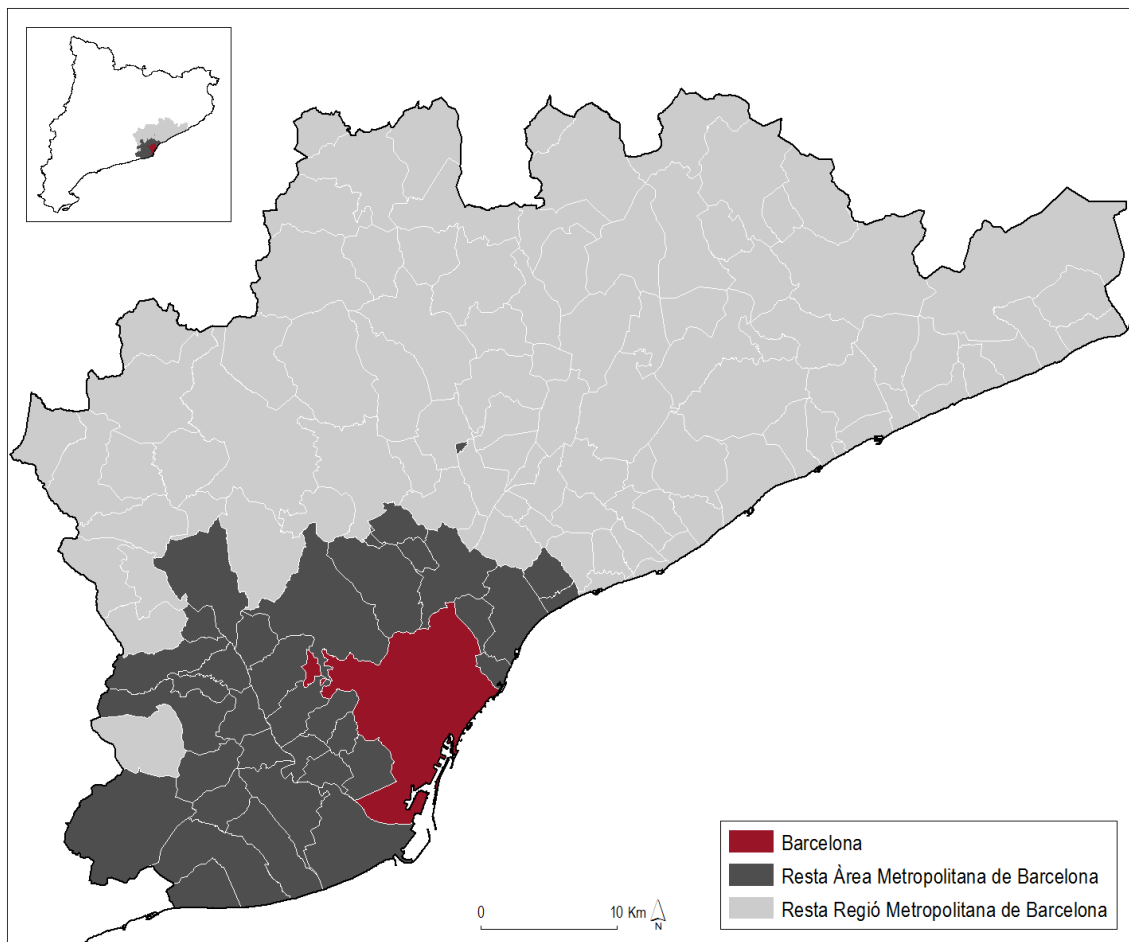 Barcelona
Resta Àrea Metropolitana de Barcelona
Resta Regió Metropolitana de Barcelona
0 10 Km
N